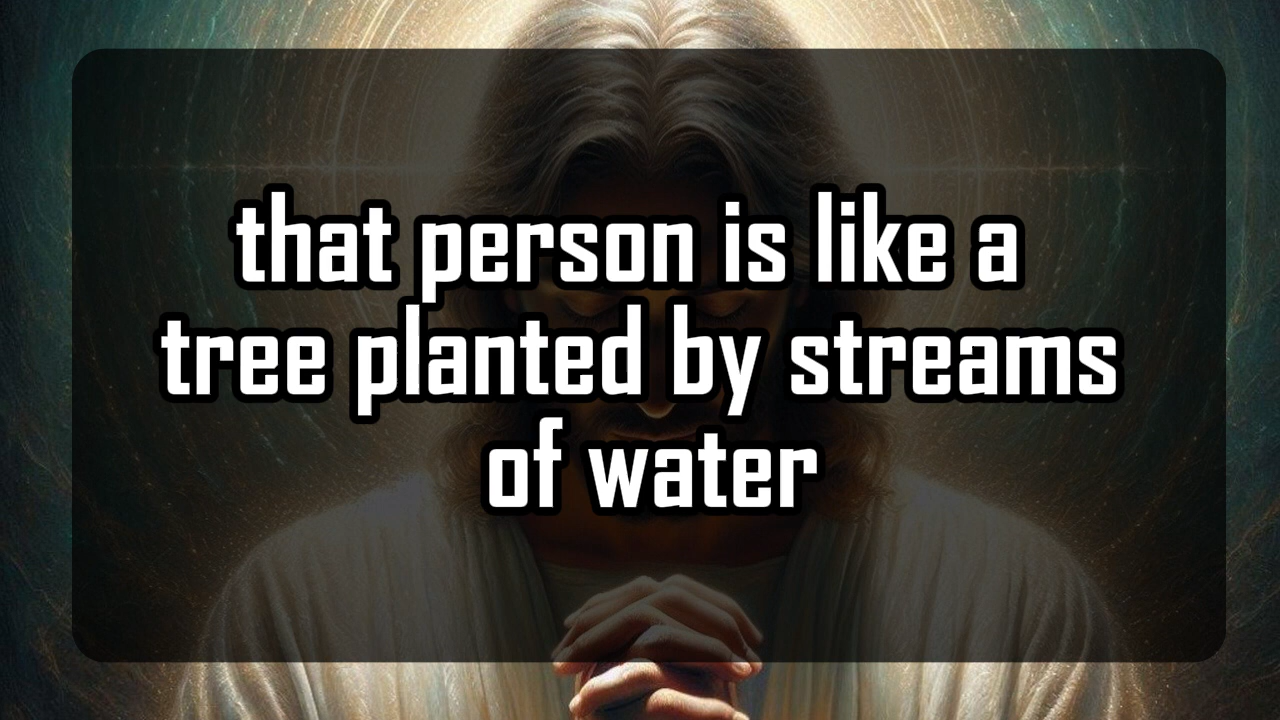 that person is like a
tree planted by streams
of water